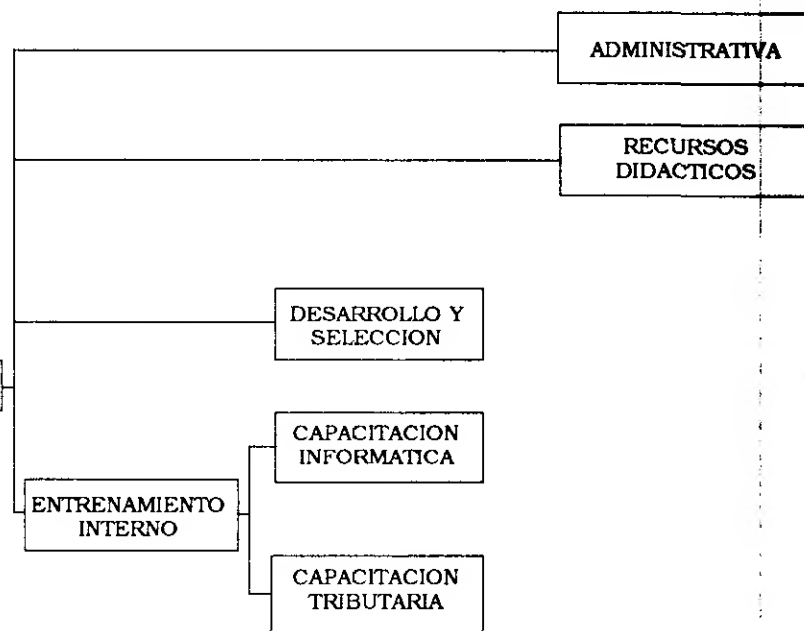 ADMINISTRATIVA
RECURSOS
DIDACTICOS
DESARROLLO Y
SELECCION
CAPACITACION
INFORMATICA
ENTRENAMIENTO
INTERNO
CAPACITACION
TRIBUTARIA